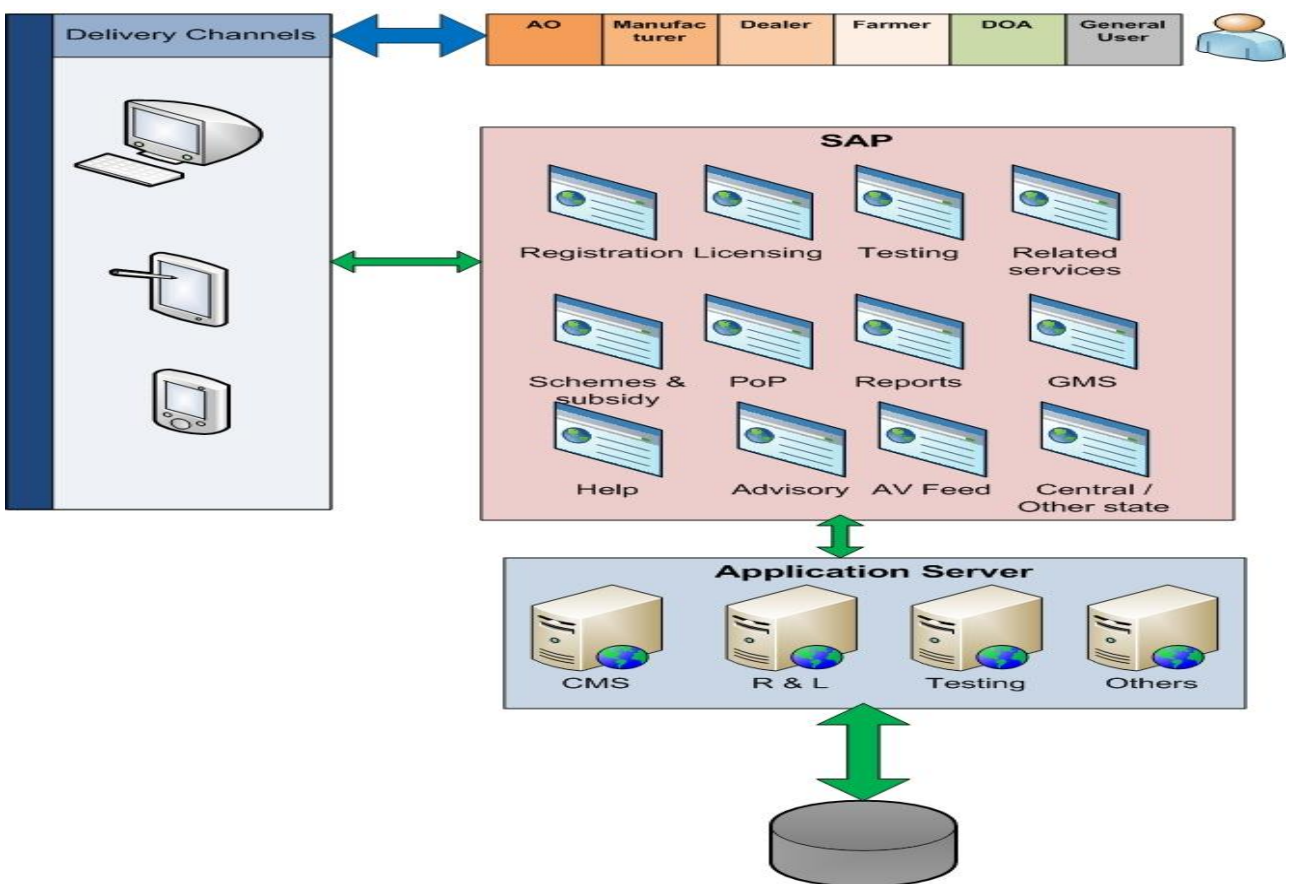 Delivery Channels
AO
Manufac
turer
Dealer
Farmer
DOA
General
User
SAP
Registration
Licensing
Testing
Related
services
Schemes &
subsidy
PoP
Reports
GMS
Help
Advisory
AV Feed
Central /
Other state
Application Server
CMS
R & L
Testing
Others